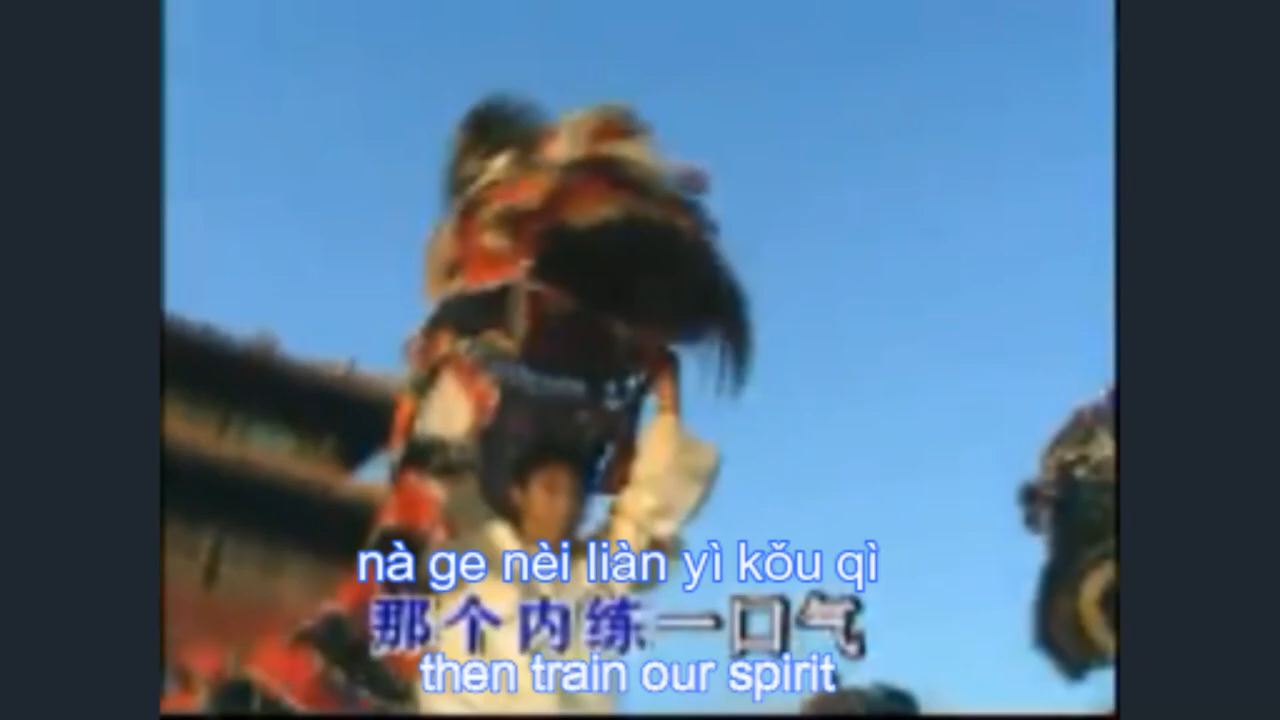 nà ge nèi liàn yì kǒu qì
那个内练一口气
then train our spirit